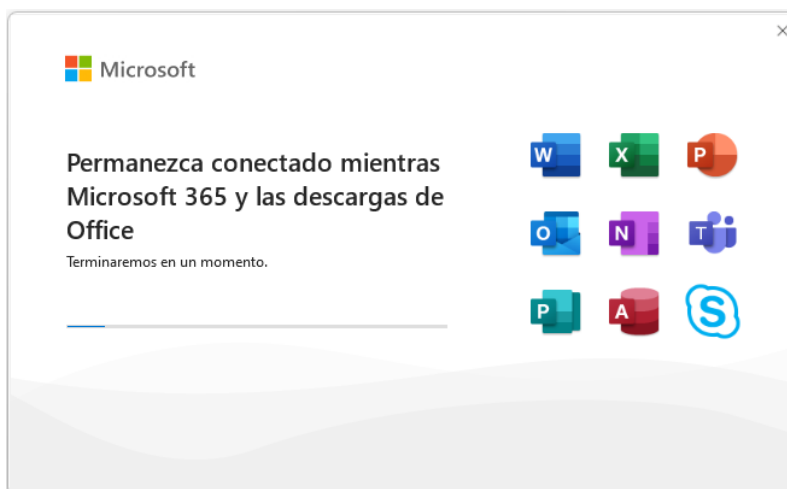 Microsoft
Permanezca conectado mientras
Microsoft 365 y las descargas de
Office
Terminaremos en un momento.
W X P
O N T
P A S